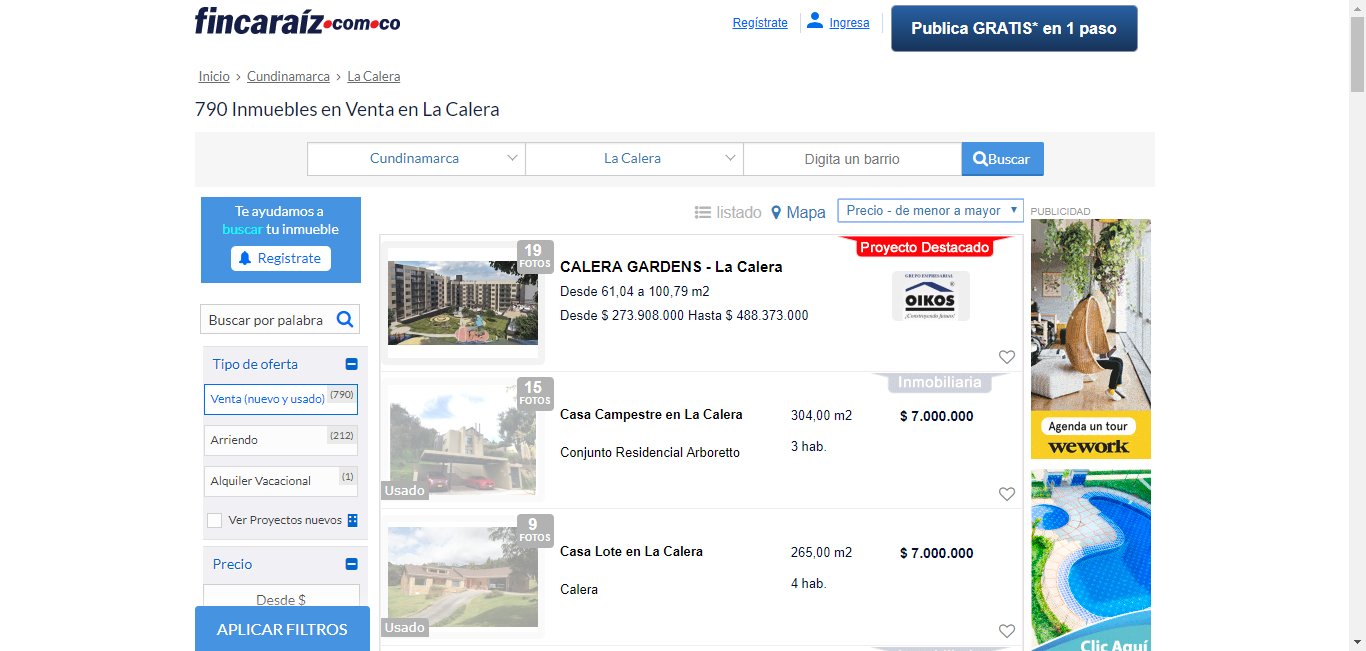 fincaraíz.com.co
Regístrate
Ingresa
Publica GRATIS* en 1 paso
Inicio › Cundinamarca › La Calera
790 Inmuebles en Venta en La Calera
Cundinamarca
La Calera
Digita un barrio
Buscar
Te ayudamos a
buscar tu inmueble
Registrate
listado
Mapa
Precio - de menor a mayor
PUBLICIDAD
Buscar por palabra
Tipo de oferta
Venta (nuevo y usado) (790)
Arriendo (212)
Alquiler Vacacional (1)
Ver Proyectos nuevos
Precio
Desde $
APLICAR FILTROS
19
FOTOS
Proyecto Destacado
CALERA GARDENS - La Calera
Desde 61,04 a 100,79 m2
Desde $ 273.908.000 Hasta $ 488.373.000
GRUPO EMPRESARIAL
OIKOS
¡Construyendo futuro!
15
FOTOS
Inmobiliaria
Casa Campestre en La Calera
304,00 m2
$ 7.000.000
Conjunto Residencial Arboretto
3 hab.
Usado
9
FOTOS
Casa Lote en La Calera
265,00 m2
$ 7.000.000
Calera
4 hab.
Usado
Agenda un tour
wework
Clic Aquí